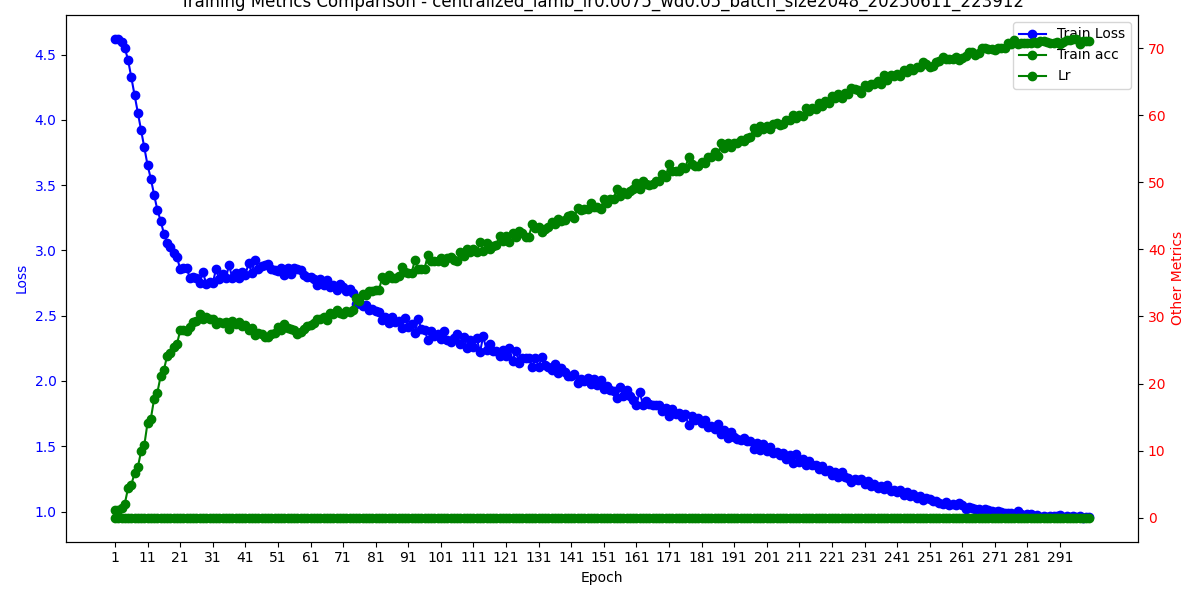 Training Metrics Comparison - centralized_lamb_lr0.0075_wd0.05_batch_size2048_20250611_223912
Train Loss
Train acc
Lr
4.5
4.0
3.5
3.0
2.5
2.0
1.5
1.0
Loss
70
60
50
40
30
20
10
0
Other Metrics
1 11 21 31 41 51 61 71 81 91 101 111 121 131 141 151 161 171 181 191 201 211 221 231 241 251 261 271 281 291
Epoch